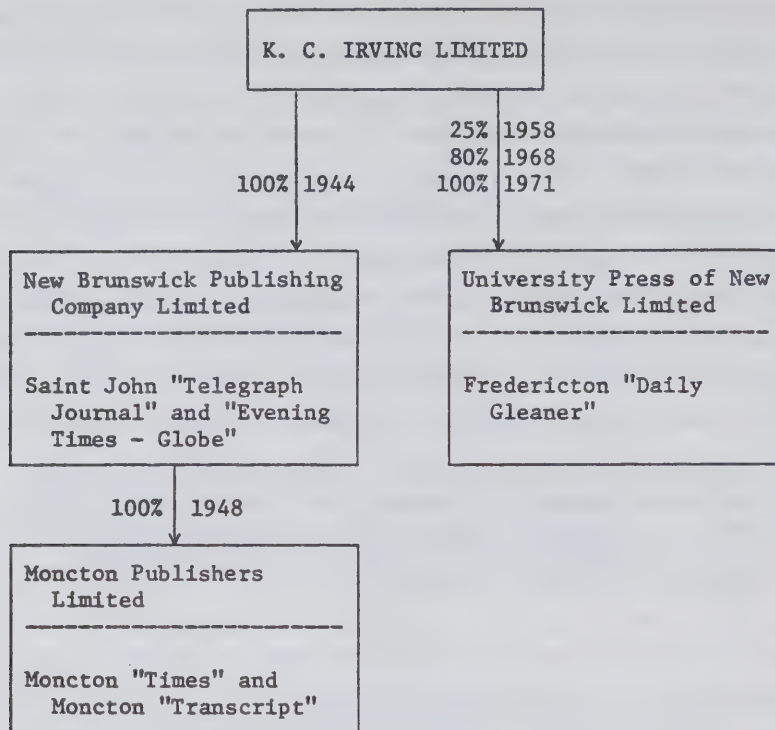 K. C. IRVING LIMITED
25% 1958
80% 1968
100% 1944
100% 1971
New Brunswick Publishing
Company Limited
Saint John "Telegraph
Journal" and "Evening
Times - Globe"
University Press of New
Brunswick Limited
Fredericton "Daily
Gleaner"
100% 1948
Moncton Publishers
Limited
Moncton "Times" and
Moncton "Transcript"